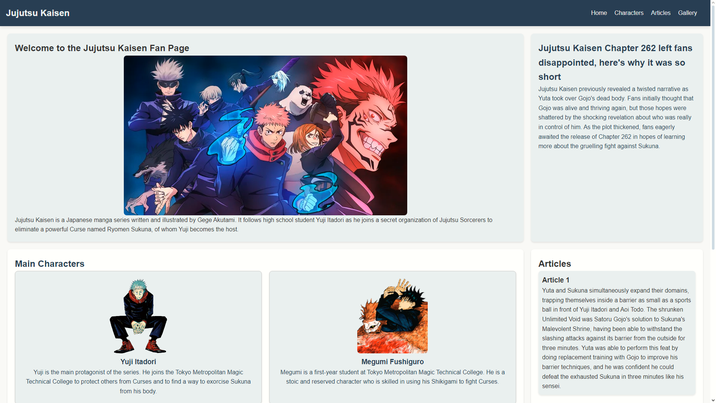 Jujutsu Kaisen
Home Characters Articles Gallery
Welcome to the Jujutsu Kaisen Fan Page
Jujutsu Kaisen is a Japanese manga series written and illustrated by Gege Akutami. It follows high school student Yuji Itadori as he joins a secret organization of Jujutsu Sorcerers to
eliminate a powerful Curse named Ryomen Sukuna, of whom Yuji becomes the host.
Jujutsu Kaisen Chapter 262 left fans
disappointed, here's why it was so
short
Jujutsu Kaisen previously revealed a twisted narrative as
Yuta took over Gojo's dead body. Fans initially thought that
Gojo was alive and thriving again, but those hopes were
shattered by the shocking revelation about who was really
in control of him. As the plot thickened, fans eagerly
awaited the release of Chapter 262 in hopes of learning
more about the gruelling fight against Sukuna.
Main Characters
Yuji Itadori
Yuji is the main protagonist of the series. He joins the Tokyo Metropolitan Magic
Technical College to protect others from Curses and to find a way to exorcise Sukuna
from his body.
Megumi Fushiguro
Megumi is a first-year student at Tokyo Metropolitan Magic Technical College. He is a
stoic and reserved character who is skilled in using his Shikigami to fight Curses.
Articles
Article 1
Yuta and Sukuna simultaneously expand their domains,
trapping themselves inside a barrier as small as a sports
ball in front of Yuji Itadori and Aoi Todo. The shrunken
Unlimited Void was Satoru Gojo's solution to Sukuna's
Malevolent Shrine, having been able to withstand the
slashing attacks against its barrier from the outside for
three minutes. Yuta was able to perform this feat by
doing replacement training with Gojo to improve his
barrier techniques, and he was confident he could
defeat the exhausted Sukuna in three minutes like his
sensei.